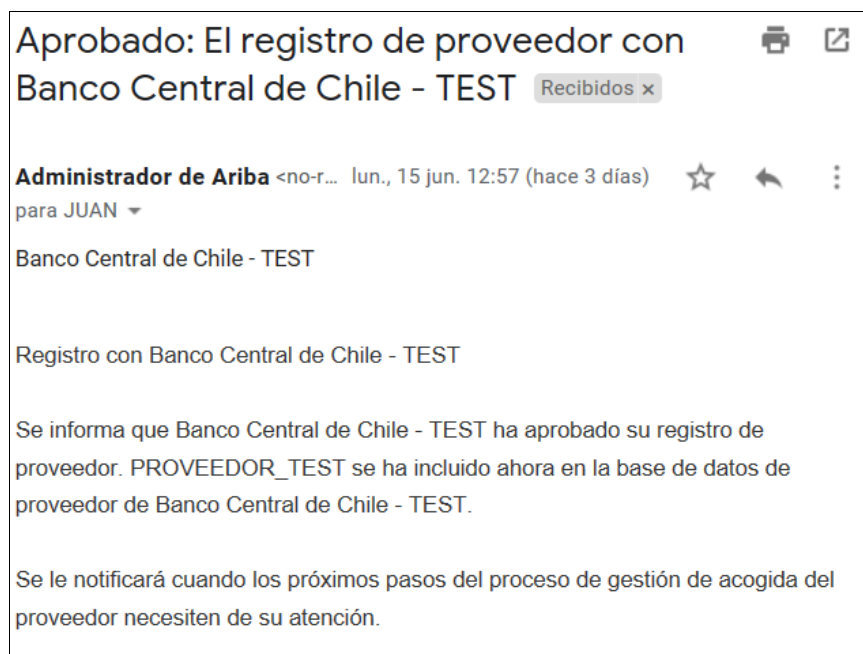 Aprobado: El registro de proveedor con
Banco Central de Chile - TEST Recibidos x
Administrador de Ariba <no-r... lun., 15 jun. 12:57 (hace 3 días)
para JUAN
Banco Central de Chile - TEST
Registro con Banco Central de Chile - TEST
Se informa que Banco Central de Chile - TEST ha aprobado su registro de
proveedor. PROVEEDOR_TEST se ha incluido ahora en la base de datos de
proveedor de Banco Central de Chile - TEST.
Se le notificará cuando los próximos pasos del proceso de gestión de acogida del
proveedor necesiten de su atención.